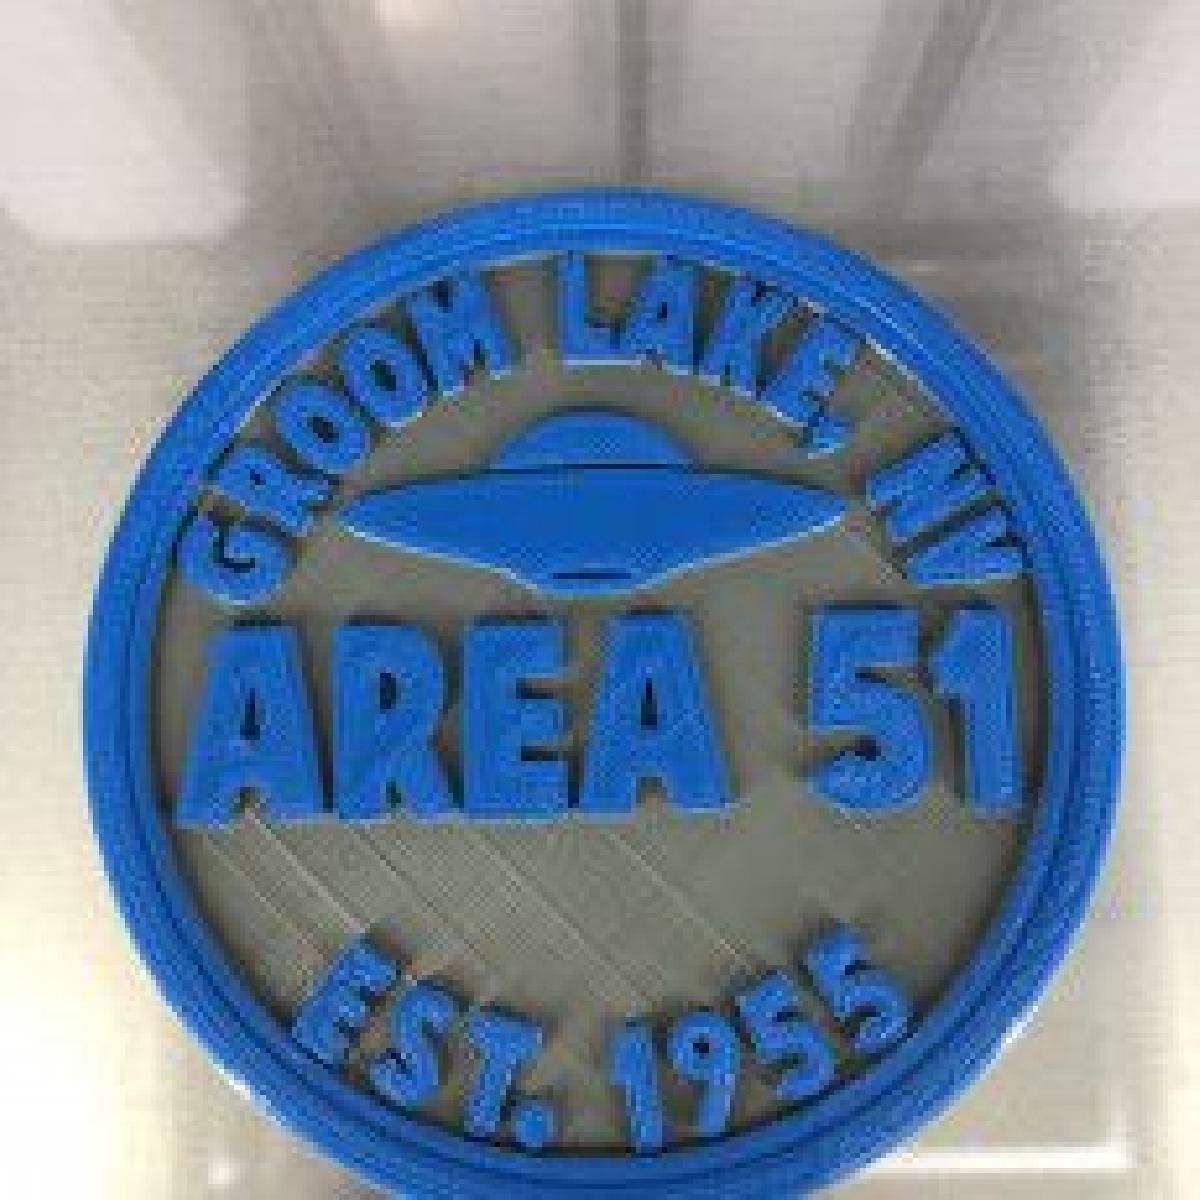 GROOM LAKE, NV
AREA 51
EST. 1955